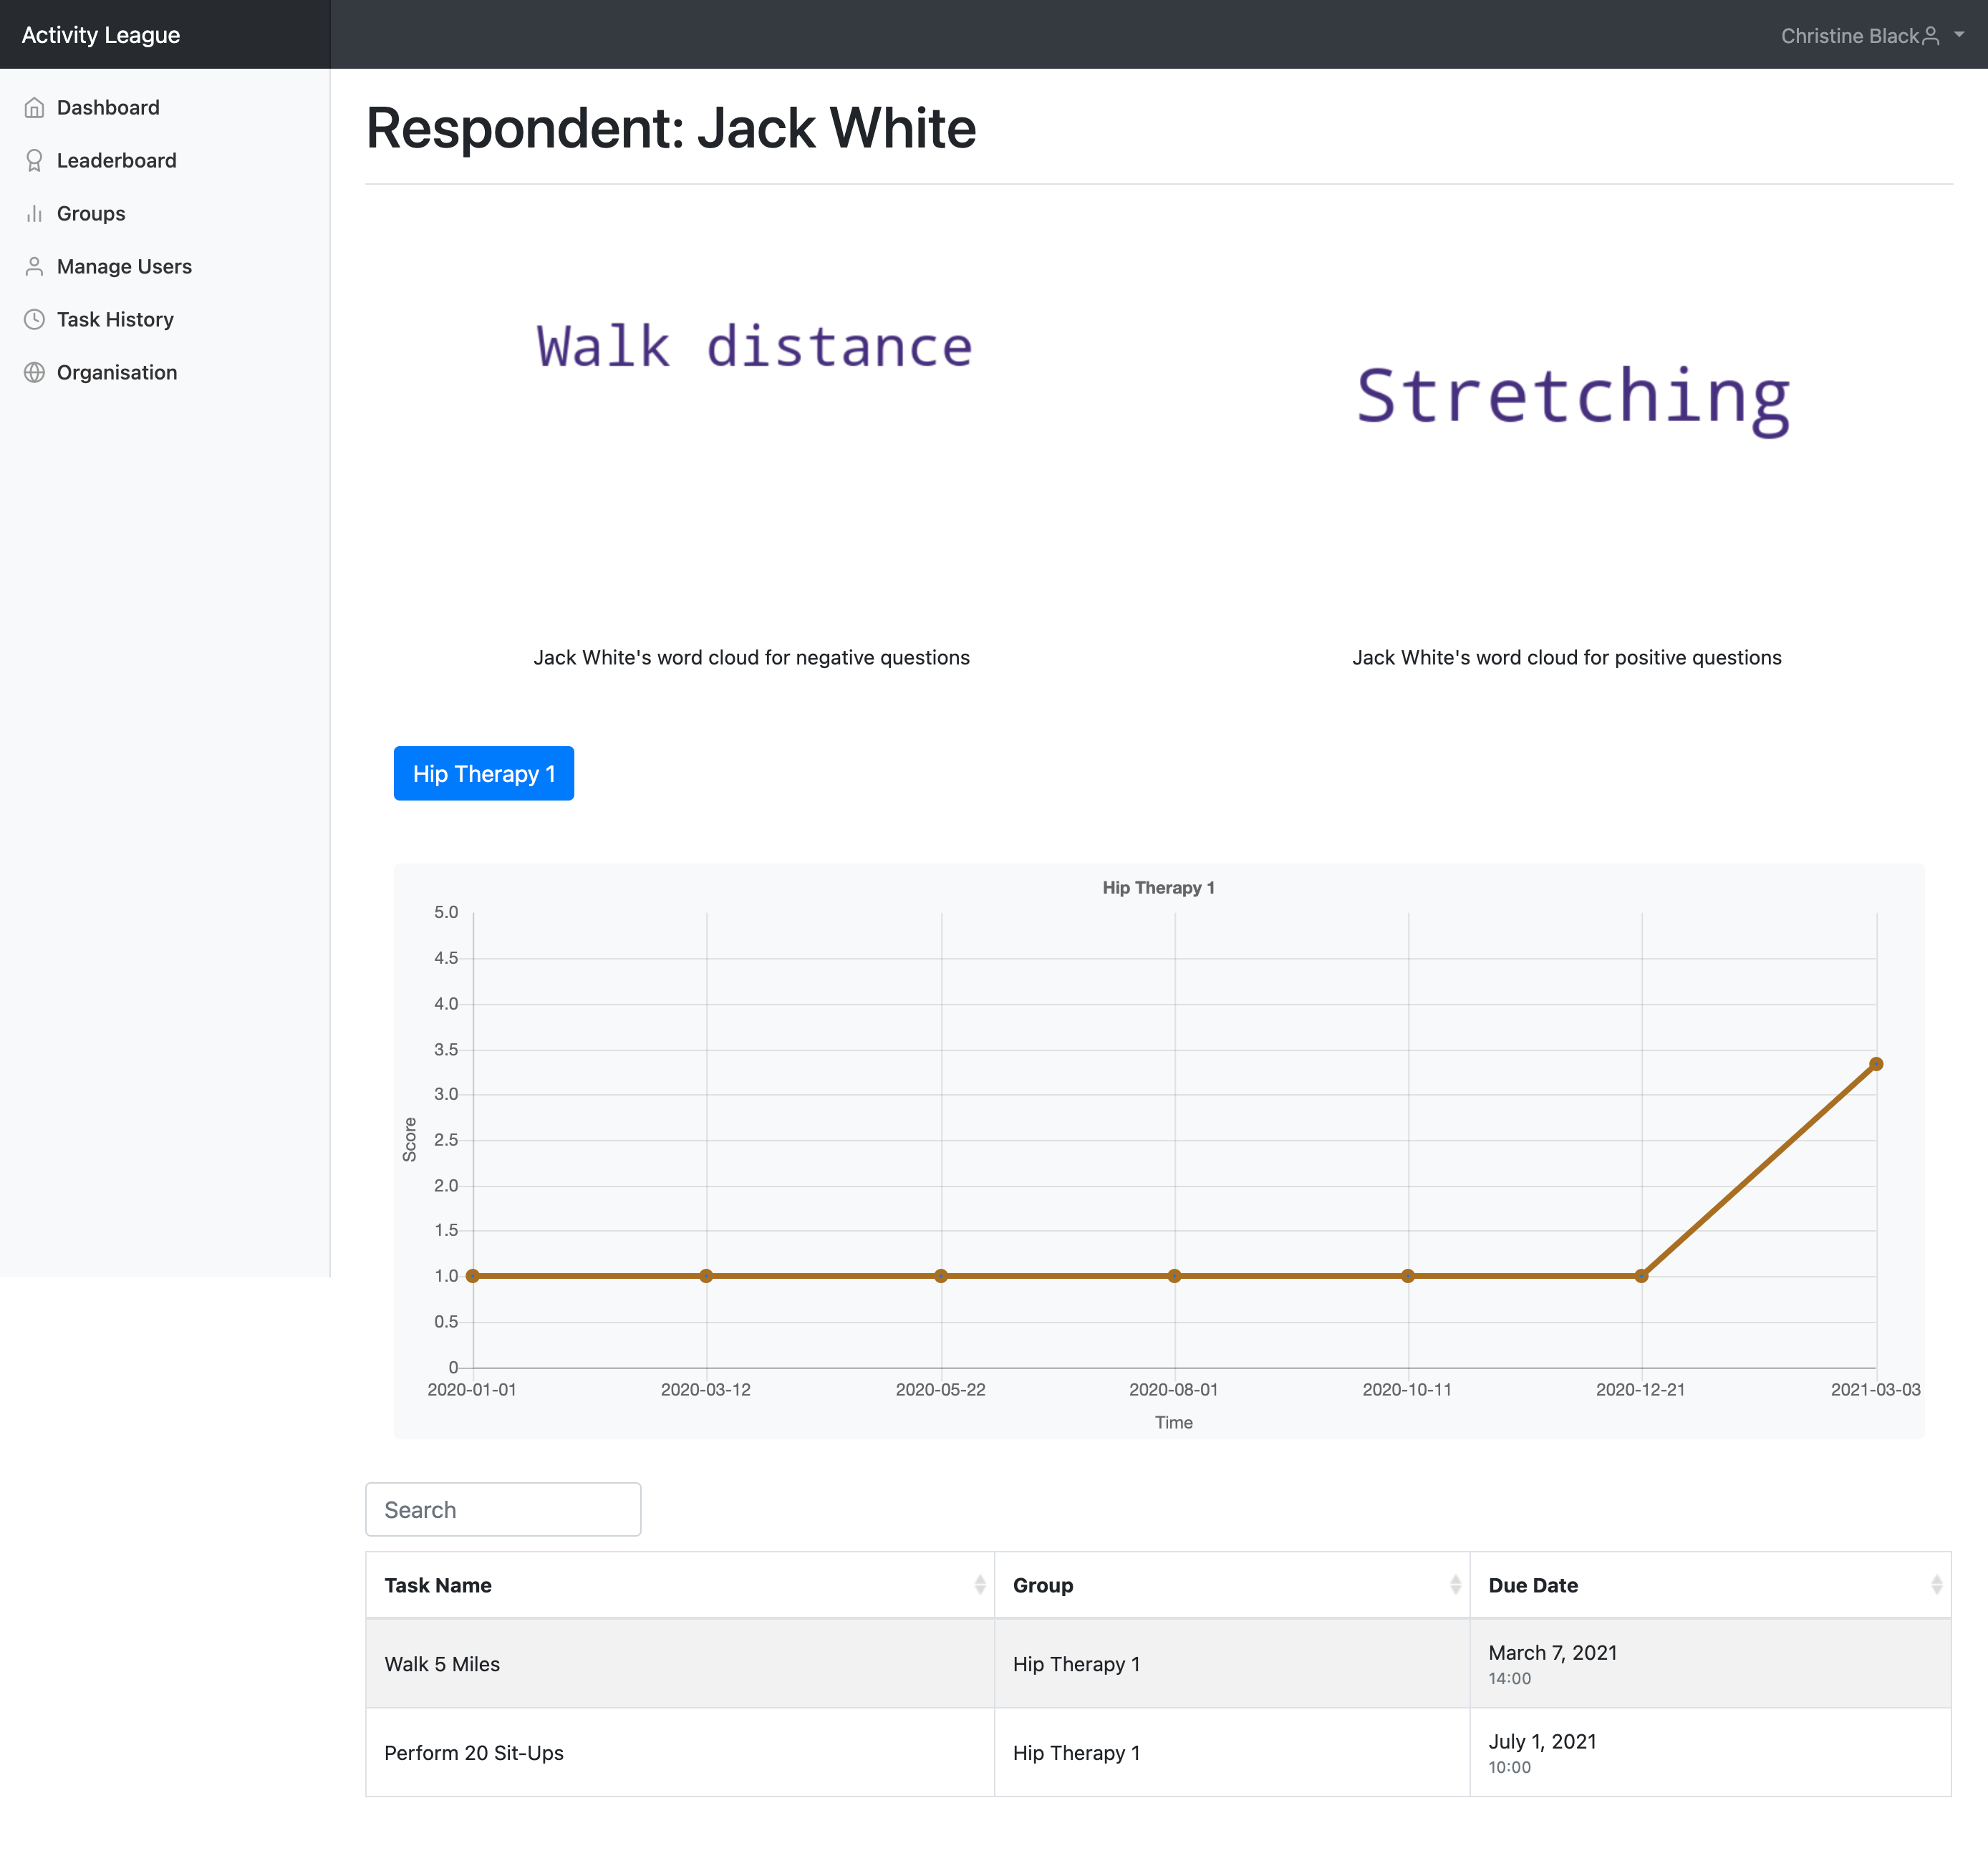 Activity League
Christine Black
Dashboard
Leaderboard
Groups
Manage Users
Task History
Organisation
Respondent: Jack White
Walk distance
Stretching
Jack White's word cloud for negative questions
Jack White's word cloud for positive questions
Hip Therapy 1
Hip Therapy 1
Score
5.0
4.5
4.0
3.5
3.0
2.5
2.0
1.5
1.0
0.5
0
2020-01-01 2020-03-12 2020-05-22 2020-08-01 2020-10-11 2020-12-21 2021-03-03
Time
Search
Task Name Group Due Date
Walk 5 Miles Hip Therapy 1 March 7, 2021
14:00
Perform 20 Sit-Ups Hip Therapy 1 July 1, 2021
10:00